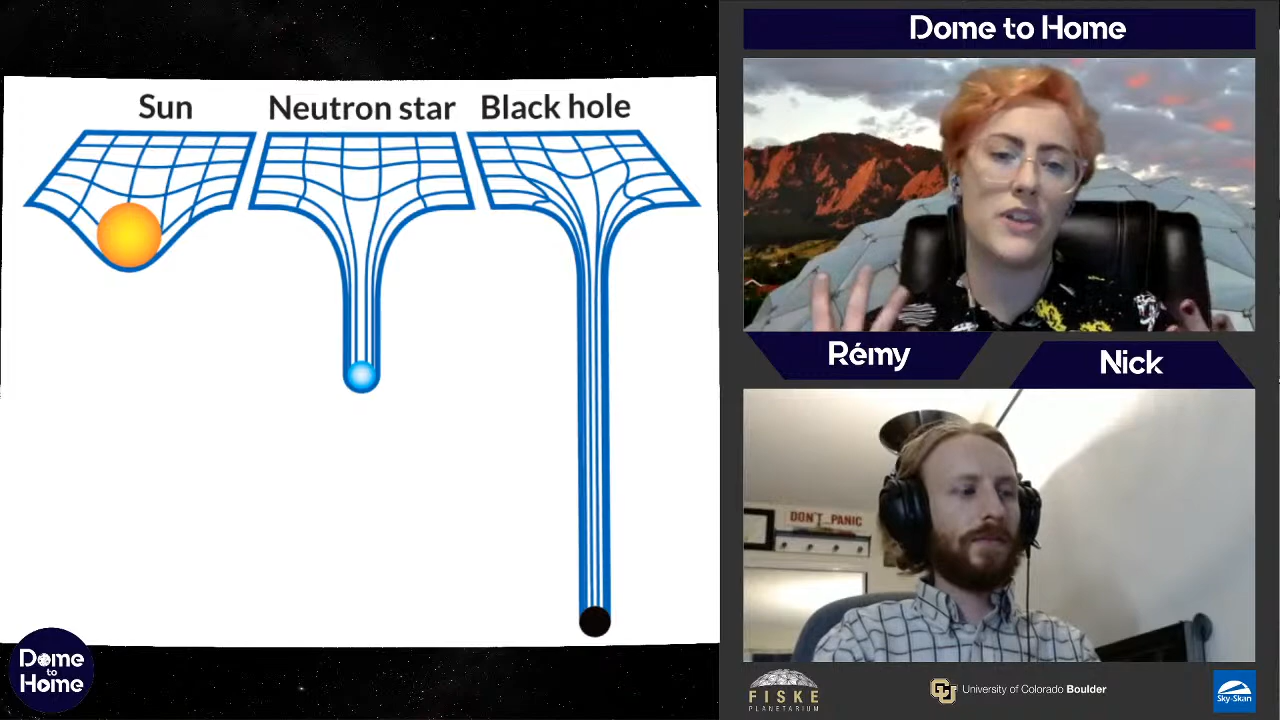 Sun
Neutron star
Black hole
Dome to Home
Rémy
Nick
DON'T PANIC
Dome
to
Home
FISKE
PLANETARIUM
CU
University of Colorado Boulder
Sky-Skan